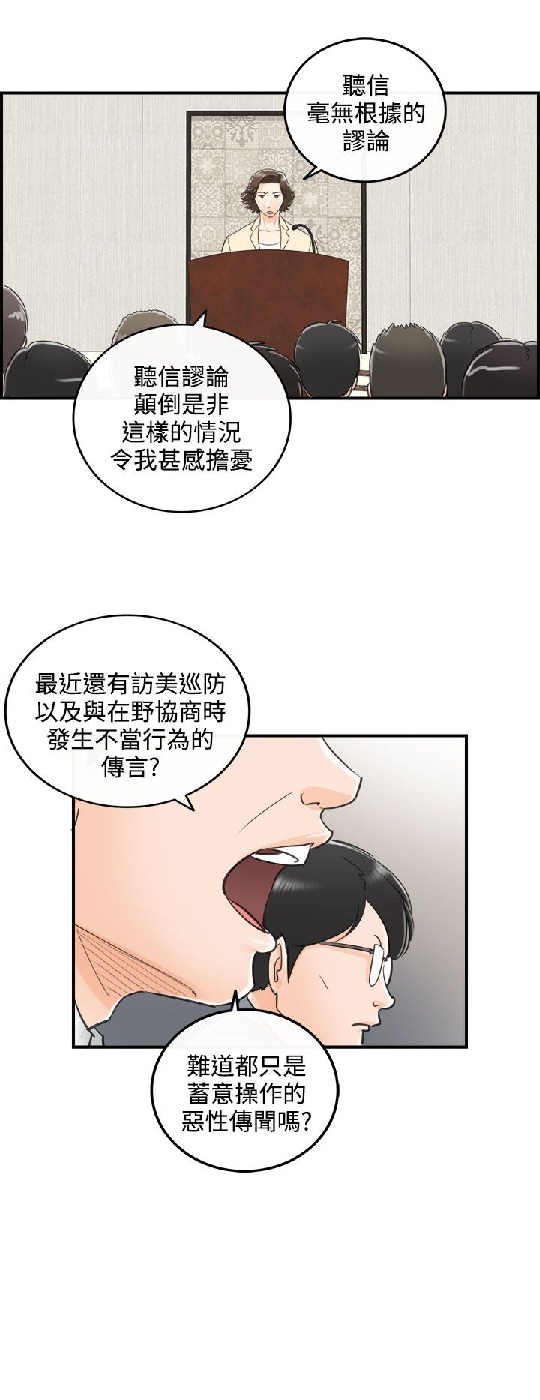 聽信
毫無根據的
謬論
聽信謬論
顛倒是非
這樣的情況
令我甚感擔憂
最近還有訪美巡防
以及與在野協商時
發生不當行為的
傳言?
難道都只是
蓄意操作的
惡性傳聞嗎?